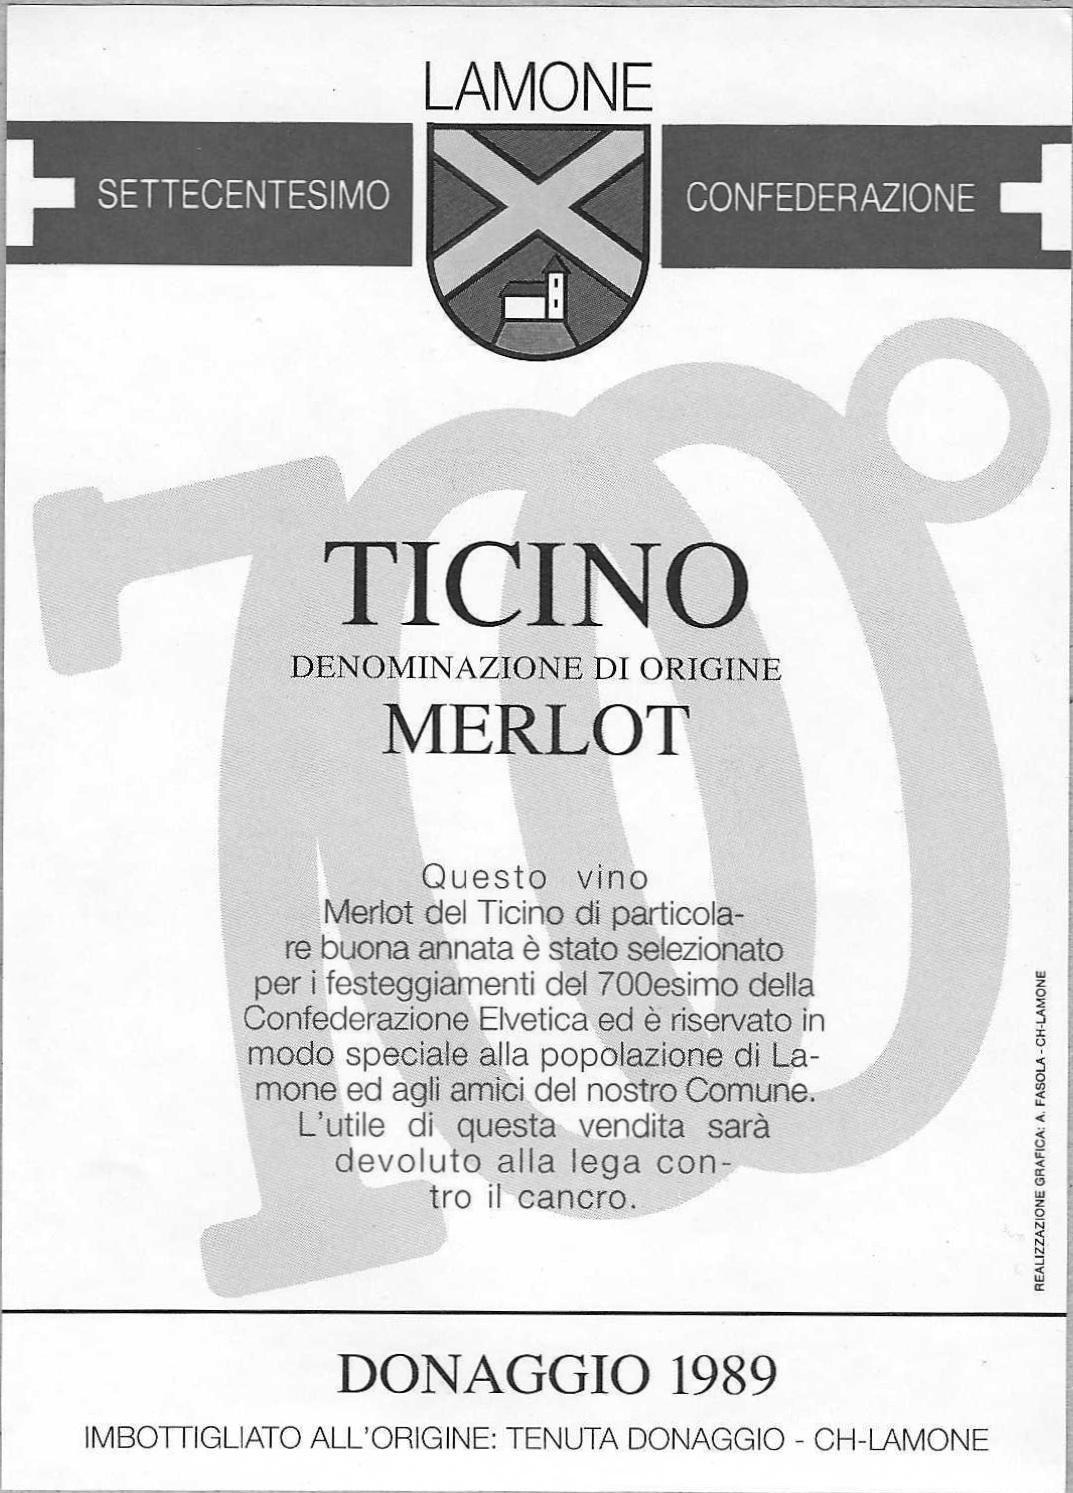 LAMONE
SETTECENTESIMO
CONFEDERAZIONE
700°
TICINO
DENOMINAZIONE DI ORIGINE
MERLOT
Questo vino
Merlot del Ticino di particola-
re buona annata è stato selezionato
per i festeggiamenti del 700esimo della
Confederazione Elvetica ed è riservato in
modo speciale alla popolazione di La-
mone ed agli amici del nostro Comune.
L'utile di questa vendita sarà
devoluto alla lega con-
tro il cancro.
REALIZZAZIONE GRAFICA: A. FASOLA - CH-LAMONE
DONAGGIO 1989
IMBOTTIGLIATO ALL'ORIGINE: TENUTA DONAGGIO - CH-LAMONE